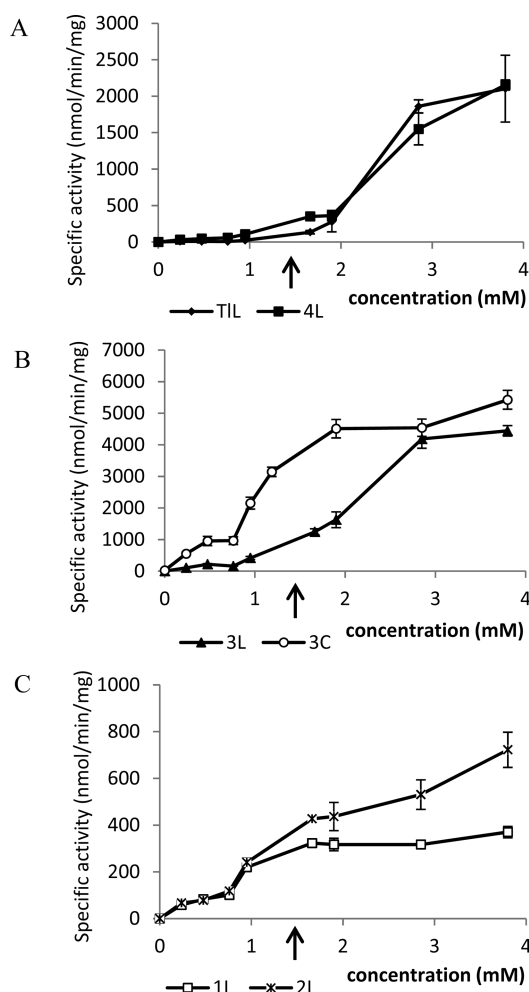 A
Specific activity (nmol/min/mg)
3000
2500
2000
1500
1000
500
0
0 1 2 3 4
concentration (mM)
TlL 4L
B
Specific activity (nmol/min/mg)
7000
6000
5000
4000
3000
2000
1000
0
0 1 2 3 4
concentration (mM)
3L 3C
C
Specific activity (nmol/min/mg)
1000
800
600
400
200
0
0 1 2 3 4
concentration (mM)
1L 2L